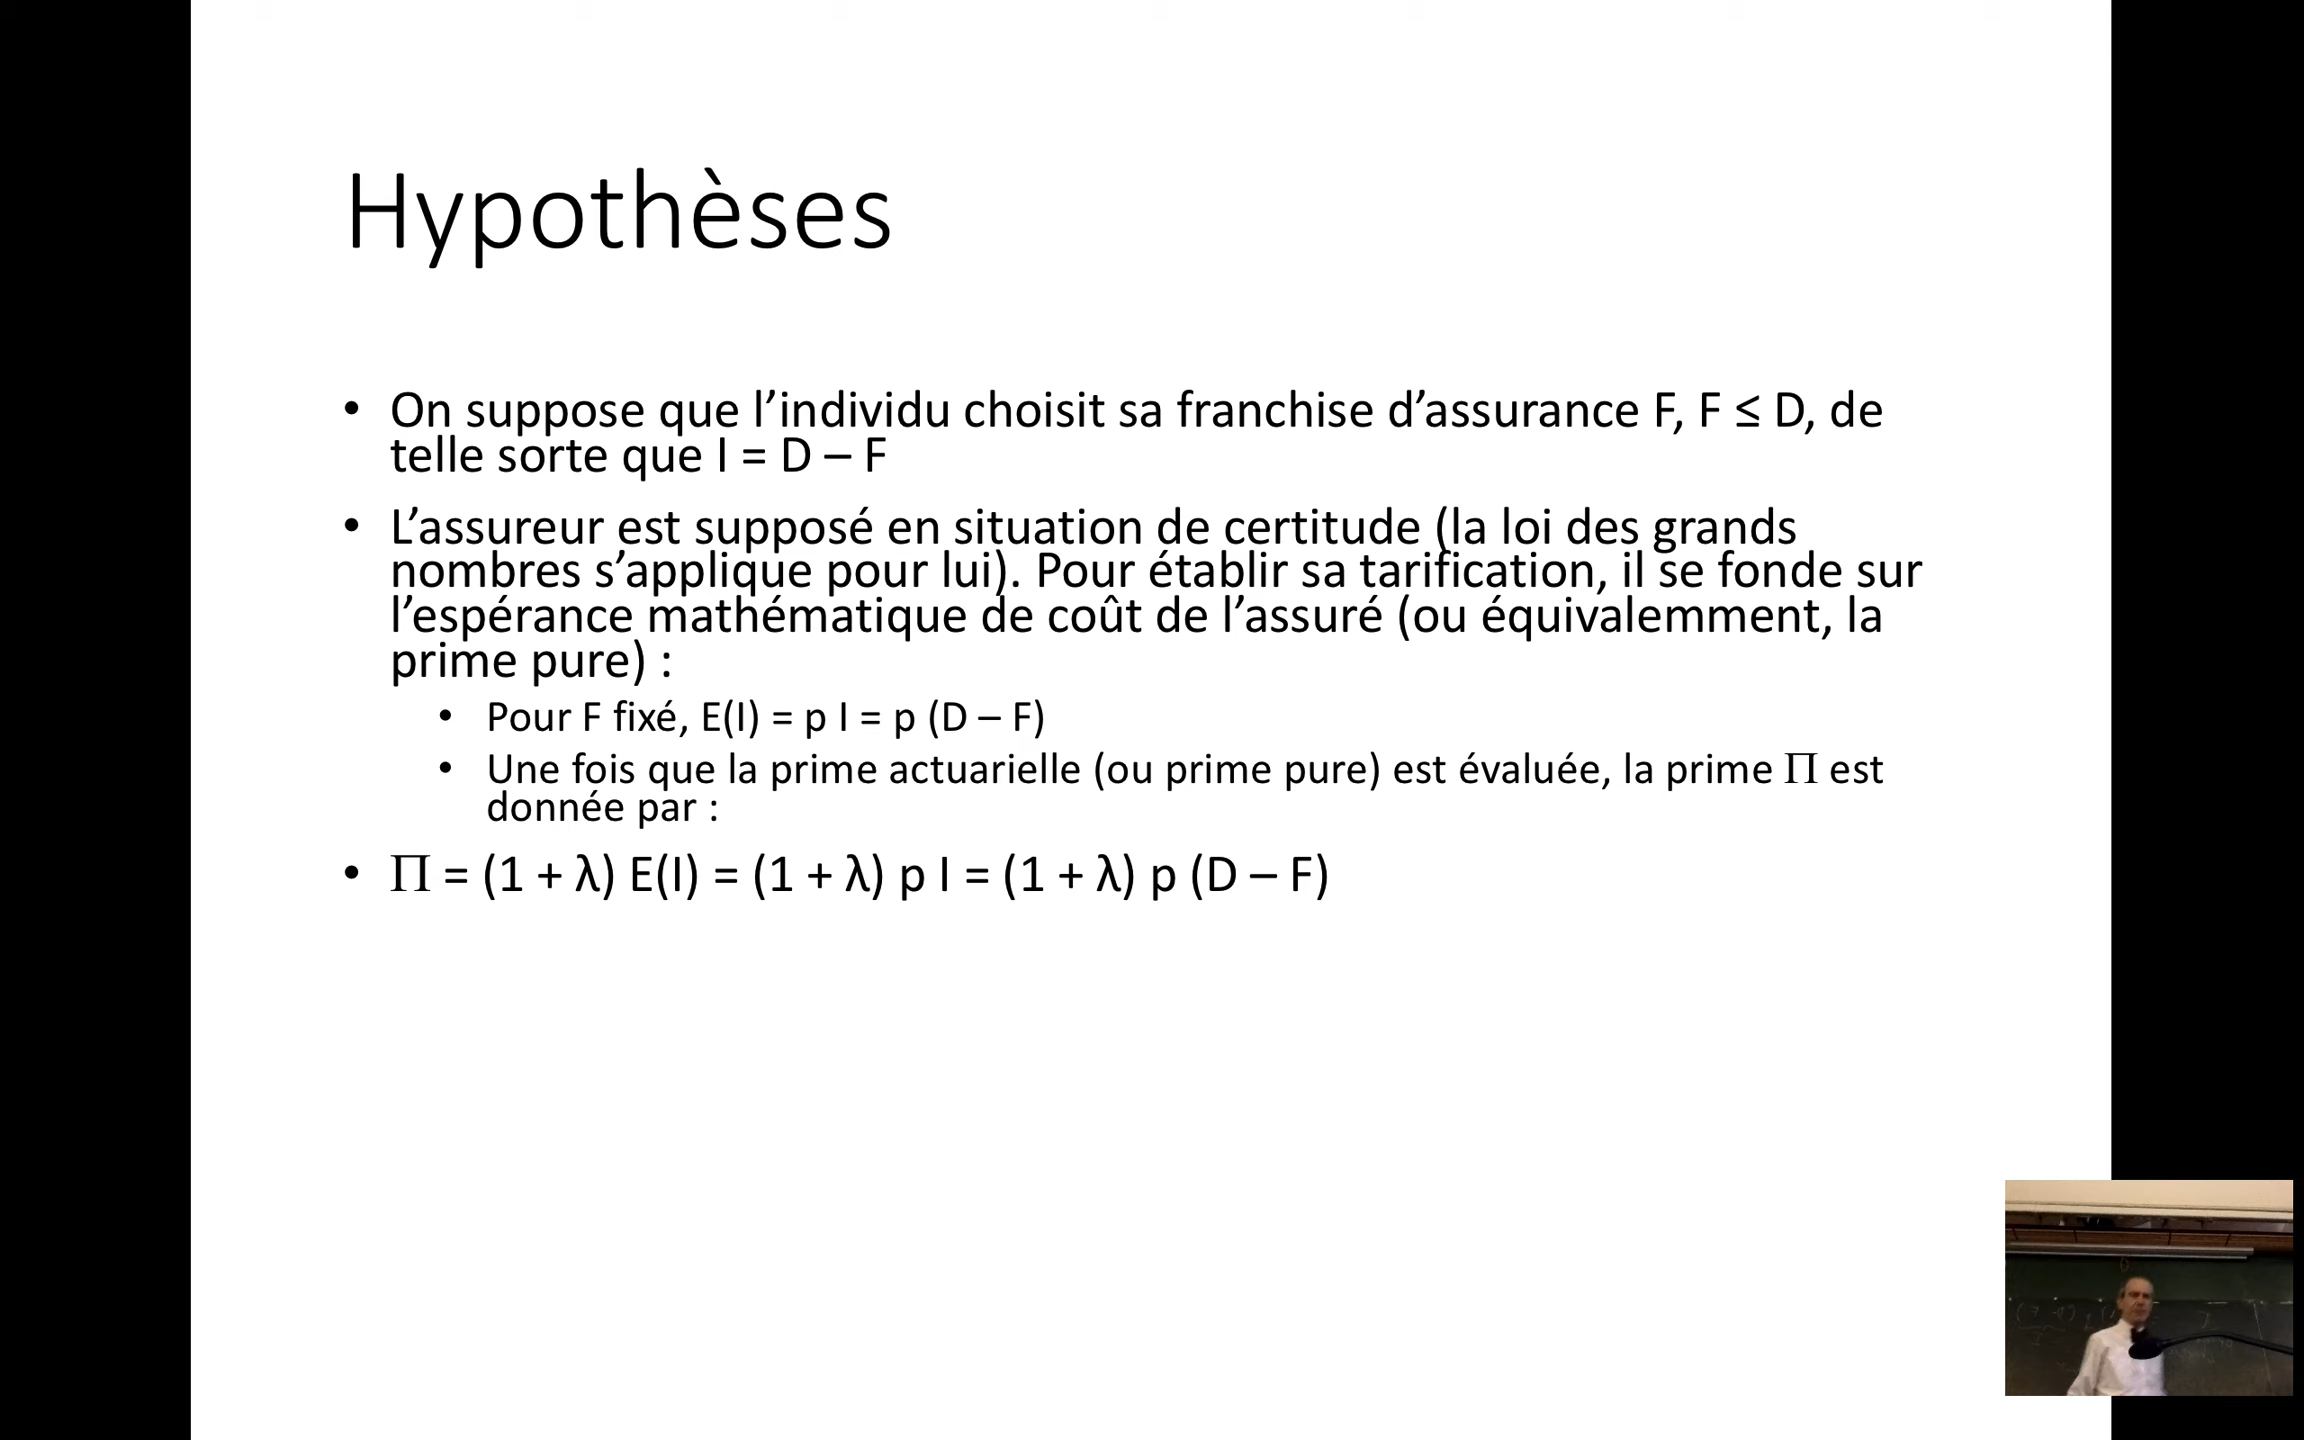 Hypothèses
• On suppose que l’individu choisit sa franchise d’assurance F, F ≤ D, de
telle sorte que I = D – F
• L’assureur est supposé en situation de certitude (la loi des grands
nombres s’applique pour lui). Pour établir sa tarification, il se fonde sur
l’espérance mathématique de coût de l’assuré (ou équivalemment, la
prime pure) :
• Pour F fixé, E(I) = p I = p (D – F)
• Une fois que la prime actuarielle (ou prime pure) est évaluée, la prime Π est
donnée par :
• Π = (1 + λ) E(I) = (1 + λ) p I = (1 + λ) p (D – F)